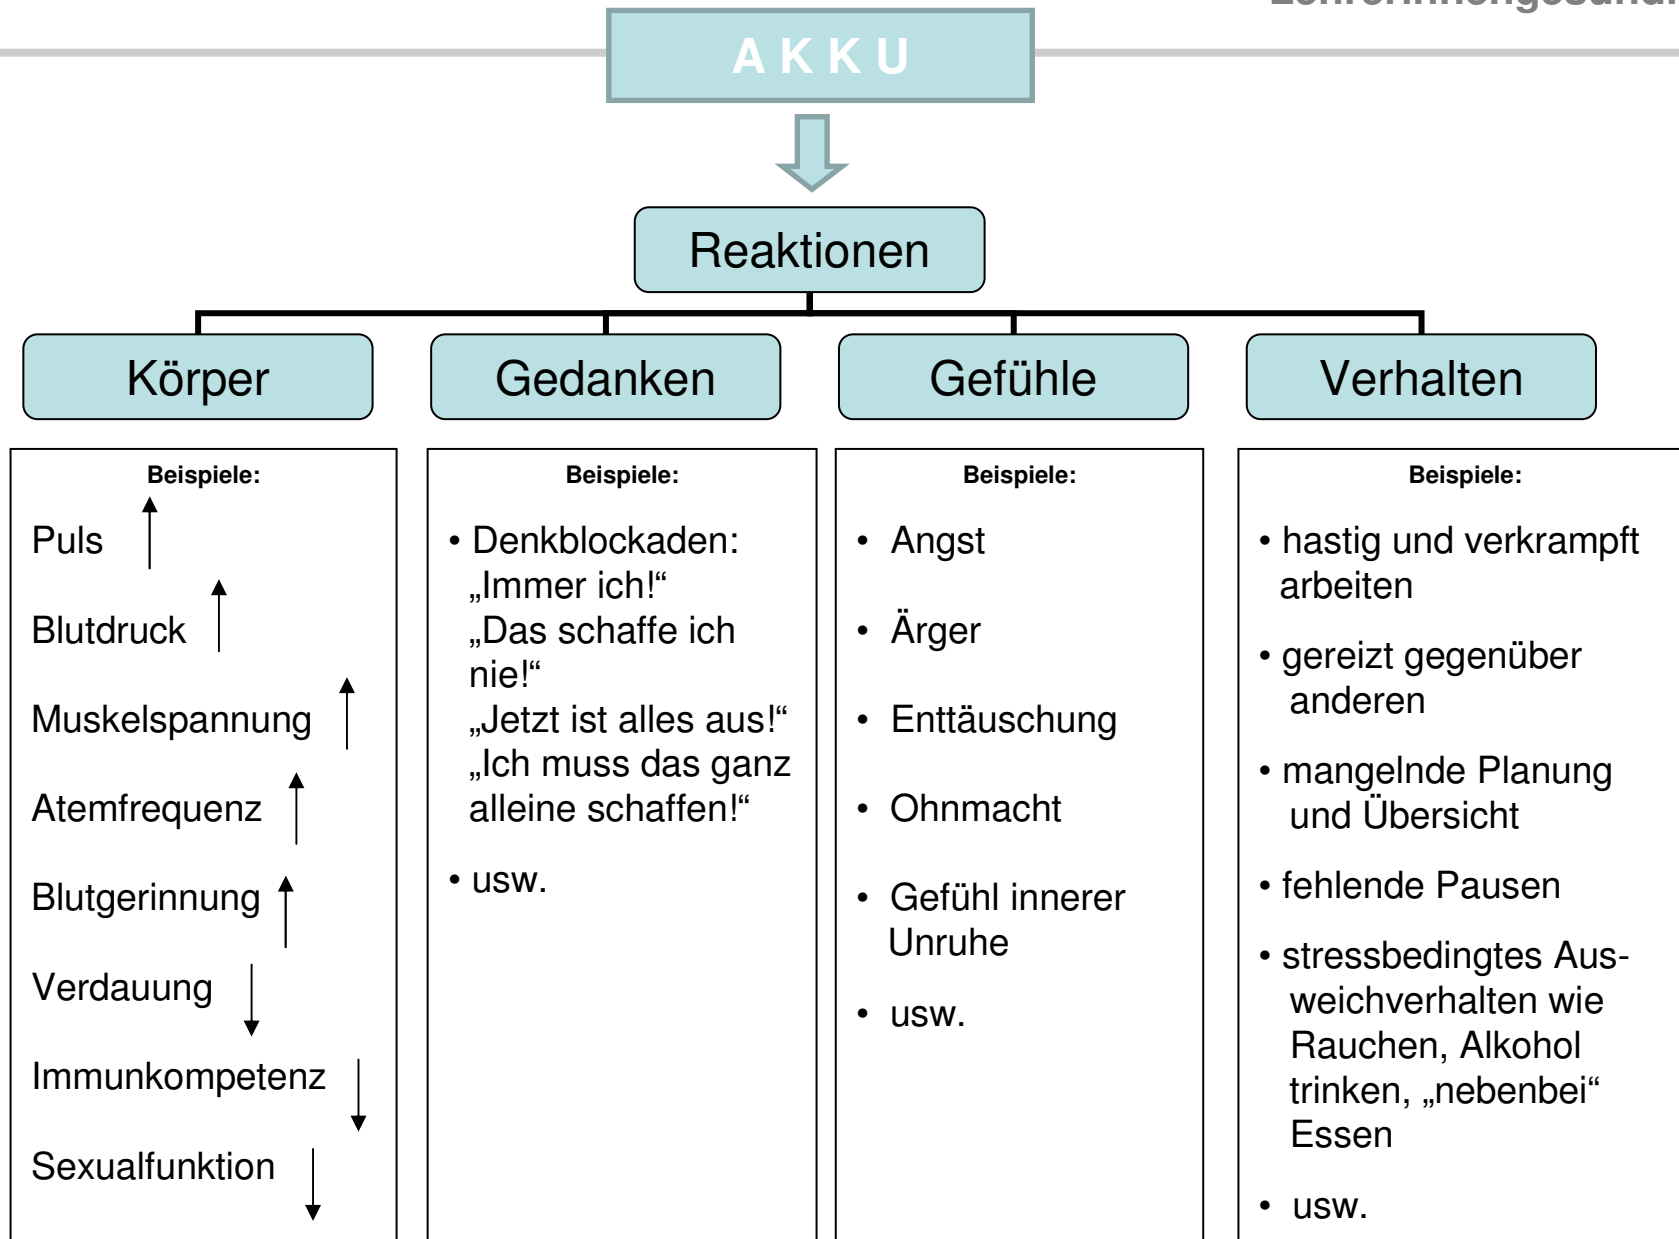 A K K U
Reaktionen
Körper
Gedanken
Gefühle
Verhalten
Beispiele:
Puls
Blutdruck
Muskelspannung
Atemfrequenz
Blutgerinnung
Verdauung
Immunkompetenz
Sexualfunktion
Beispiele:
• Denkblockaden:
„Immer ich!“
„Das schaffe ich
nie!“
„Jetzt ist alles aus!“
„Ich muss das ganz
alleine schaffen!“
• usw.
Beispiele:
• Angst
• Ärger
• Enttäuschung
• Ohnmacht
• Gefühl innerer
Unruhe
• usw.
Beispiele:
• hastig und verkrampft
arbeiten
• gereizt gegenüber
anderen
• mangelnde Planung
und Übersicht
• fehlende Pausen
• stressbedingtes Aus-
weichverhalten wie
Rauchen, Alkohol
trinken, „nebenbei“
Essen
• usw.